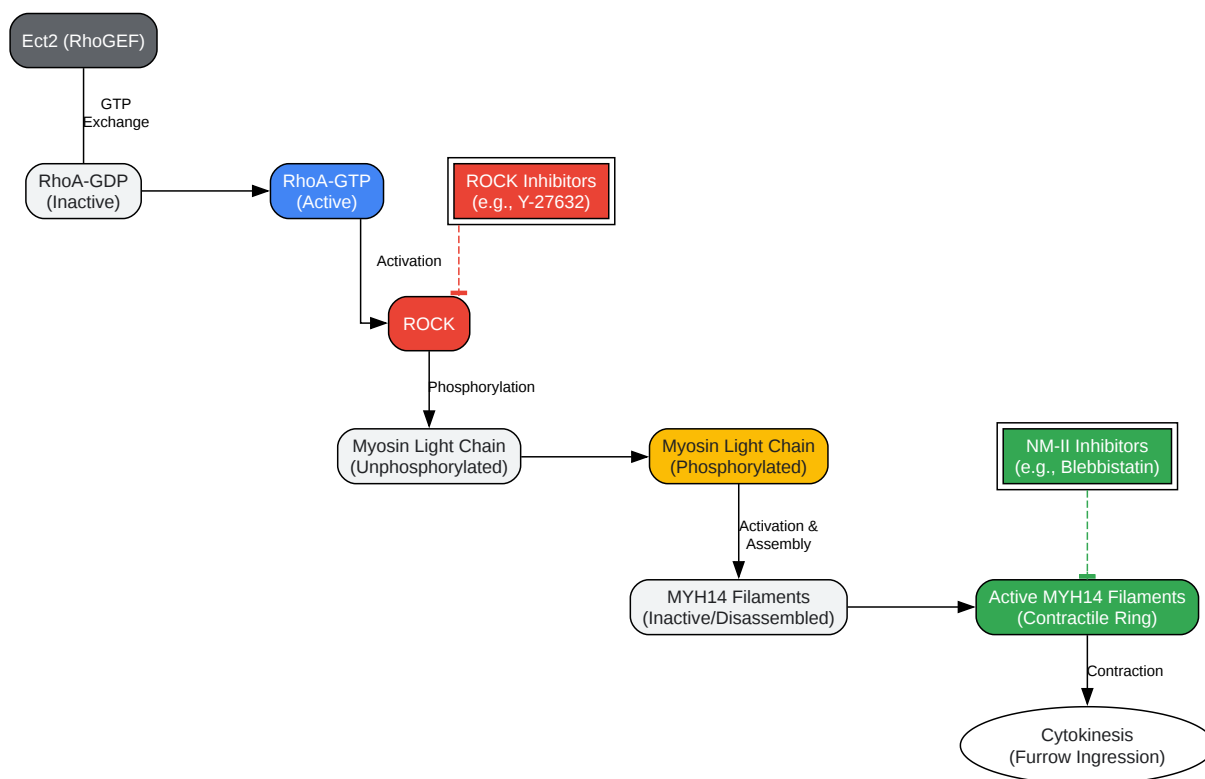 Ect2 (RhoGEF)
GTP
Exchange
RhoA-GDP
(Inactive)
RhoA-GTP
(Active)
ROCK Inhibitors
(e.g., Y-27632)
Activation
ROCK
Phosphorylation
Myosin Light Chain
(Unphosphorylated)
Myosin Light Chain
(Phosphorylated)
NM-II Inhibitors
(e.g., Blebbistatin)
Activation &
Assembly
MYH14 Filaments
(Inactive/Disassembled)
Active MYH14 Filaments
(Contractile Ring)
Contraction
Cytokinesis
(Furrow Ingression)